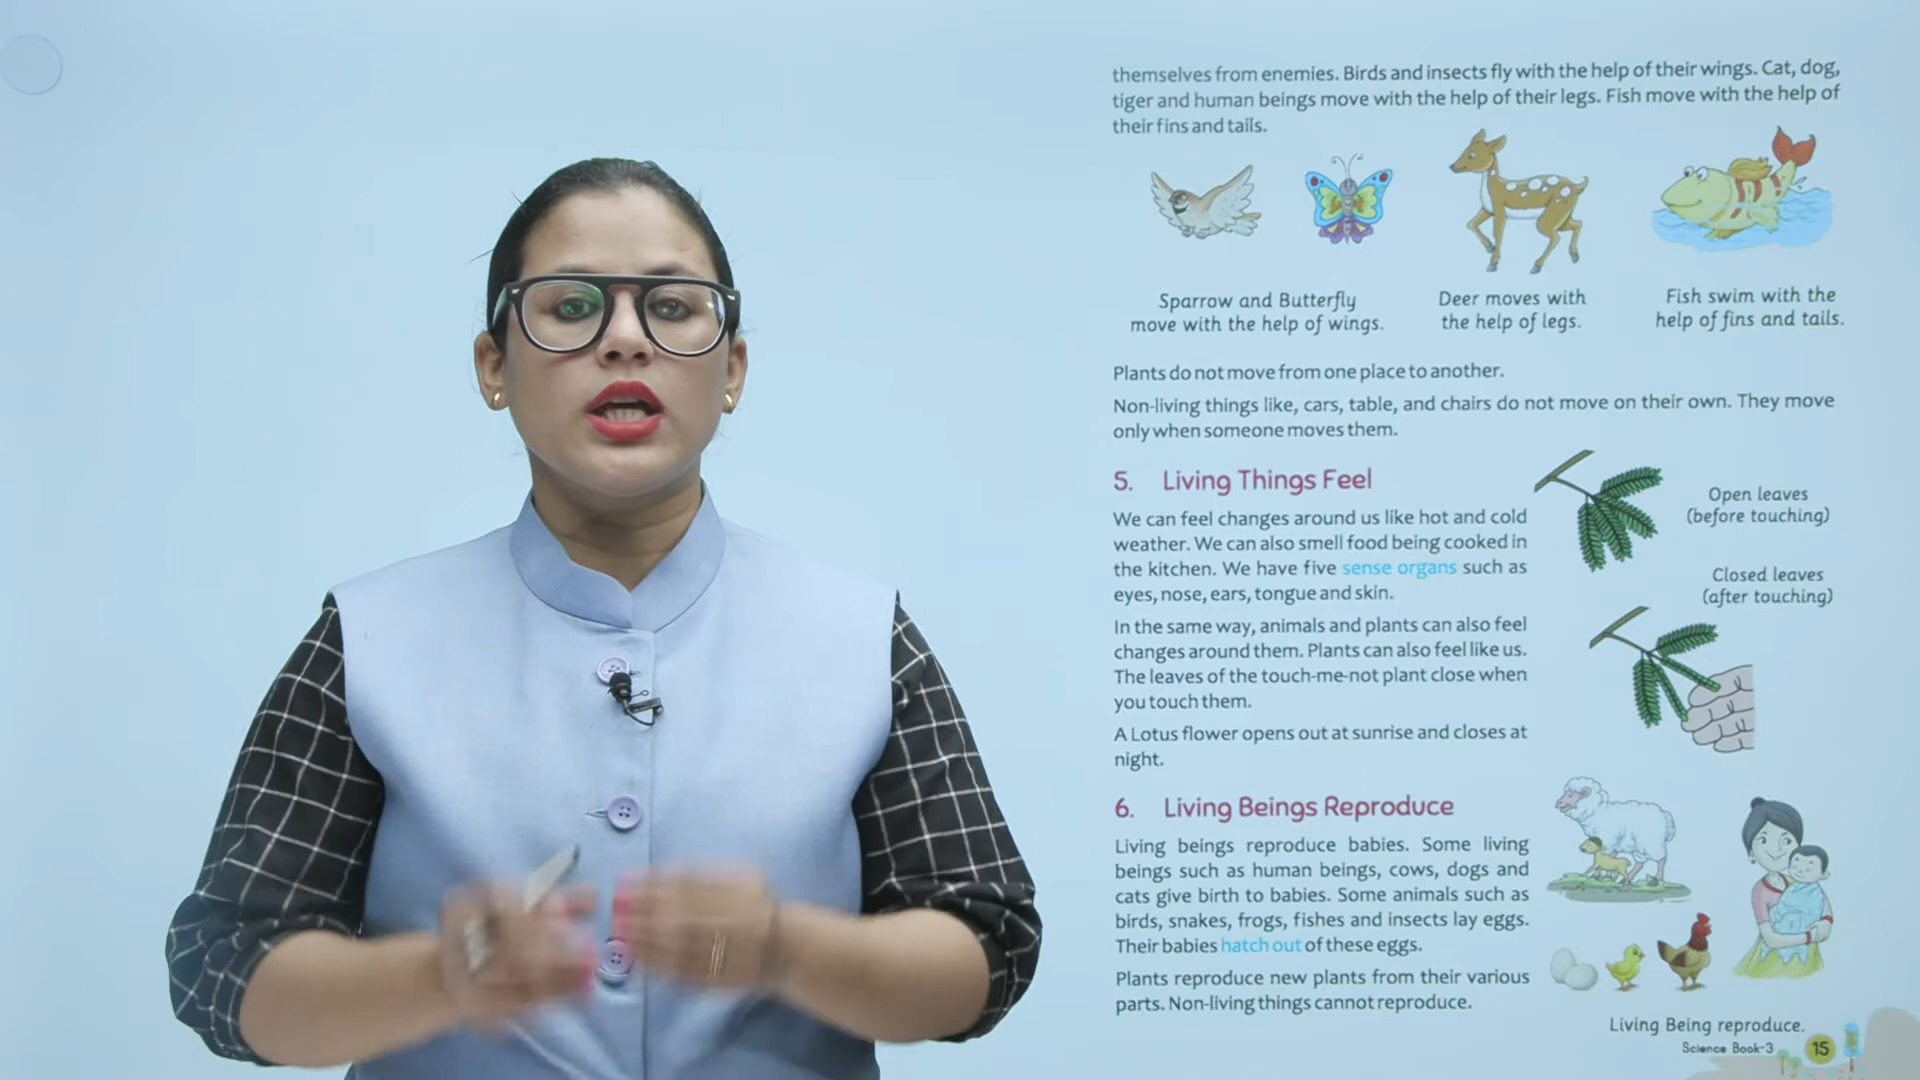 themselves from enemies. Birds and insects fly with the help of their wings. Cat, dog,
tiger and human beings move with the help of their legs. Fish move with the help of
their fins and tails.
Sparrow and Butterfly
move with the help of wings.
Deer moves with
the help of legs.
Fish swim with the
help of fins and tails.
Plants do not move from one place to another.
Non-living things like, cars, table, and chairs do not move on their own. They move
only when someone moves them.
5. Living Things Feel
We can feel changes around us like hot and cold
weather. We can also smell food being cooked in
the kitchen. We have five sense organs such as
eyes, nose, ears, tongue and skin.
Open leaves
(before touching)
Closed leaves
(after touching)
In the same way, animals and plants can also feel
changes around them. Plants can also feel like us.
The leaves of the touch-me-not plant close when
you touch them.
A Lotus flower opens out at sunrise and closes at
night.
6. Living Beings Reproduce
Living beings reproduce babies. Some living
beings such as human beings, cows, dogs and
cats give birth to babies. Some animals such as
birds, snakes, frogs, fishes and insects lay eggs.
Their babies hatch out of these eggs.
Plants reproduce new plants from their various
parts. Non-living things cannot reproduce.
Living Being reproduce.
Science Book-3
15